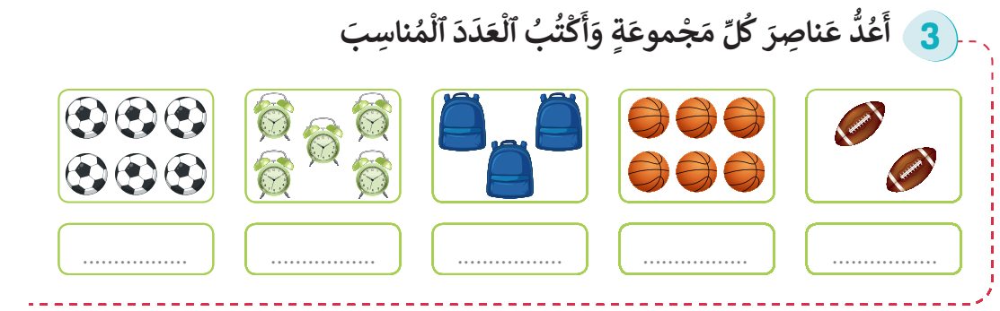 3 أَعُدُّ عَناصِرَ كُلِّ مَجْموعَةٍ وَأَكْتُبُ ٱلْعَدَدَ ٱلْمُناسِبَ
................. ................. ................. ................. .................